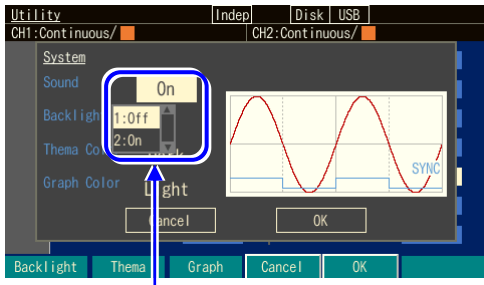 Utility Indep Disk USB
CH1:Continuous/ CH2:Continuous/
System
Sound On
Backligh
1:Off
2:On
Thema Co
Graph Color
SYNC
Cancel OK
Backlight Thema Graph Cancel OK